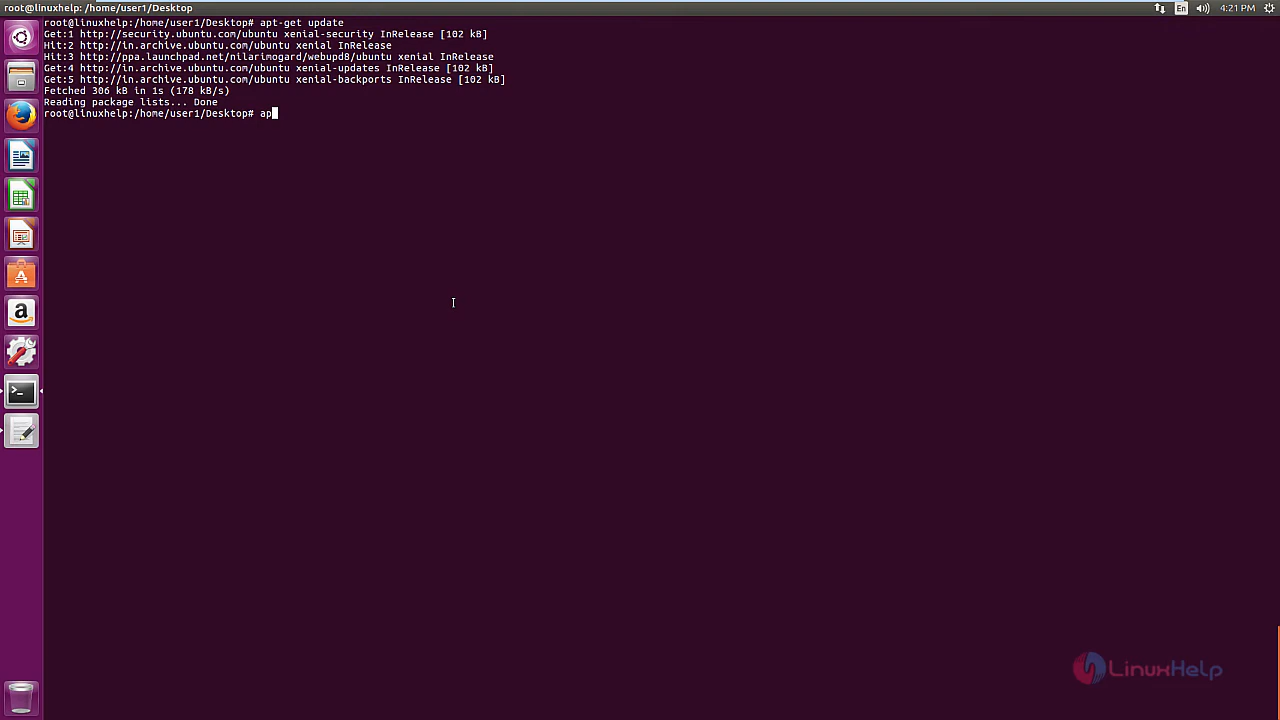 root@linuxhelp: /home/user1/Desktop
En
4:21 PM
root@linuxhelp:/home/user1/Desktop# apt-get update
Get:1 http://security.ubuntu.com/ubuntu xenial-security InRelease [102 kB]
Hit:2 http://in.archive.ubuntu.com/ubuntu xenial InRelease
Hit:3 http://ppa.launchpad.net/nilarimogard/webupd8/ubuntu xenial InRelease
Get:4 http://in.archive.ubuntu.com/ubuntu xenial-updates InRelease [102 kB]
Get:5 http://in.archive.ubuntu.com/ubuntu xenial-backports InRelease [102 kB]
Fetched 306 kB in 1s (178 kB/s)
Reading package lists... Done
root@linuxhelp:/home/user1/Desktop# ap
LinuxHelp